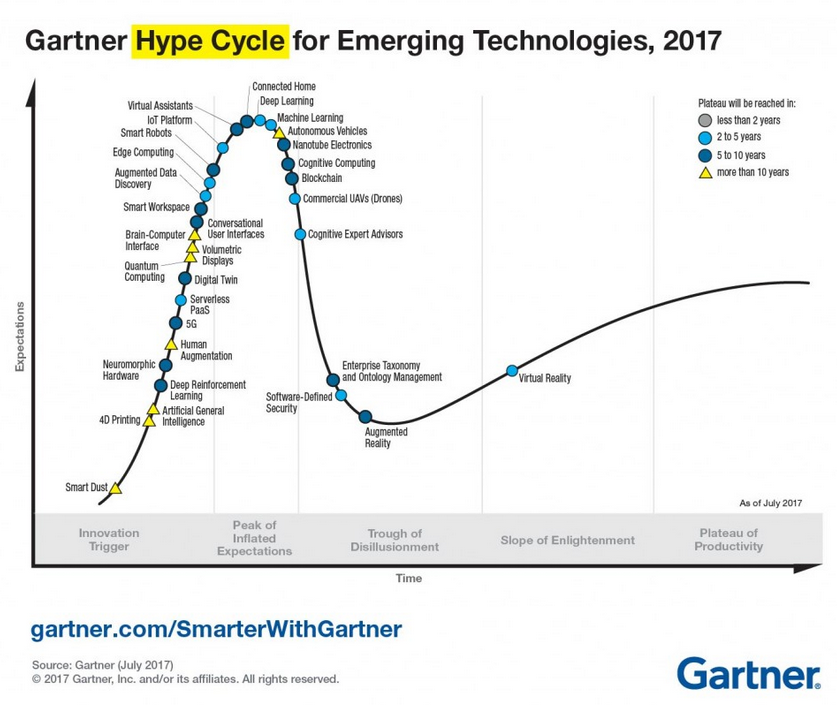 Gartner Hype Cycle for Emerging Technologies, 2017
Expectations
Connected Home
Virtual Assistants
Deep Learning
IoT Platform
Machine Learning
Smart Robots
Autonomous Vehicles
Nanotube Electronics
Edge Computing
Cognitive Computing
Augmented Data
Discovery
Blockchain
Commercial UAVs (Drones)
Smart Workspace
Conversational
User Interfaces
Brain-Computer
Interface
Cognitive Expert Advisors
Volumetric
Displays
Quantum
Computing
Digital Twin
Serverless
PaaS
5G
Human
Augmentation
Neuromorphic
Hardware
Deep Reinforcement
Learning
Artificial General
Intelligence
4D Printing
Smart Dust
Enterprise Taxonomy
and Ontology Management
Software-Defined
Security
Augmented
Reality
Virtual Reality
Plateau will be reached in:
less than 2 years
2 to 5 years
5 to 10 years
more than 10 years
As of July 2017
Innovation
Trigger
Peak of
Inflated
Expectations
Trough of
Disillusionment
Slope of Enlightenment
Plateau of
Productivity
Time
gartner.com/SmarterWithGartner
Source: Gartner (July 2017)
© 2017 Gartner, Inc. and/or its affiliates. All rights reserved.
Gartner®